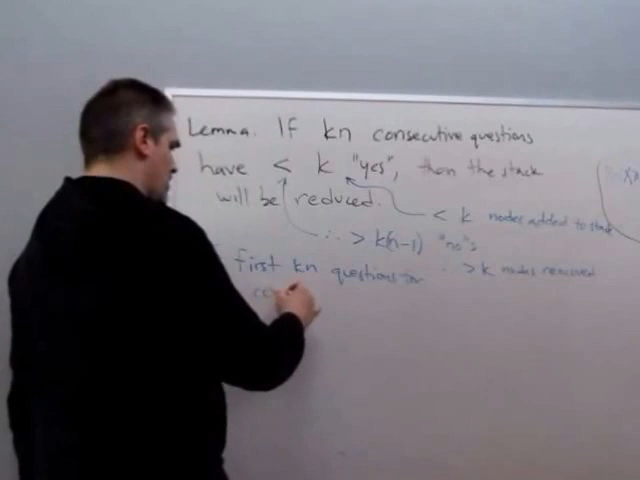 Lemma. If kn consecutive questions
have < k "yes", then the stack
will be reduced.
< k nodes added to stack
∴ > k(n-1) "no"s
first kn questions for
∴ > k nodes removed